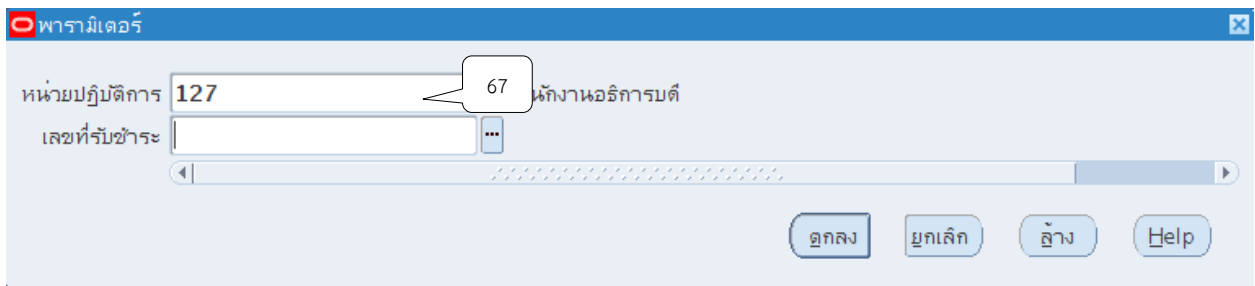 พารามิเตอร์
หน่วยปฏิบัติการ 127 67 นักงานอธิการบดี
เลขที่รับชำระ ...
ตกลง ยกเลิก ล้าง Help